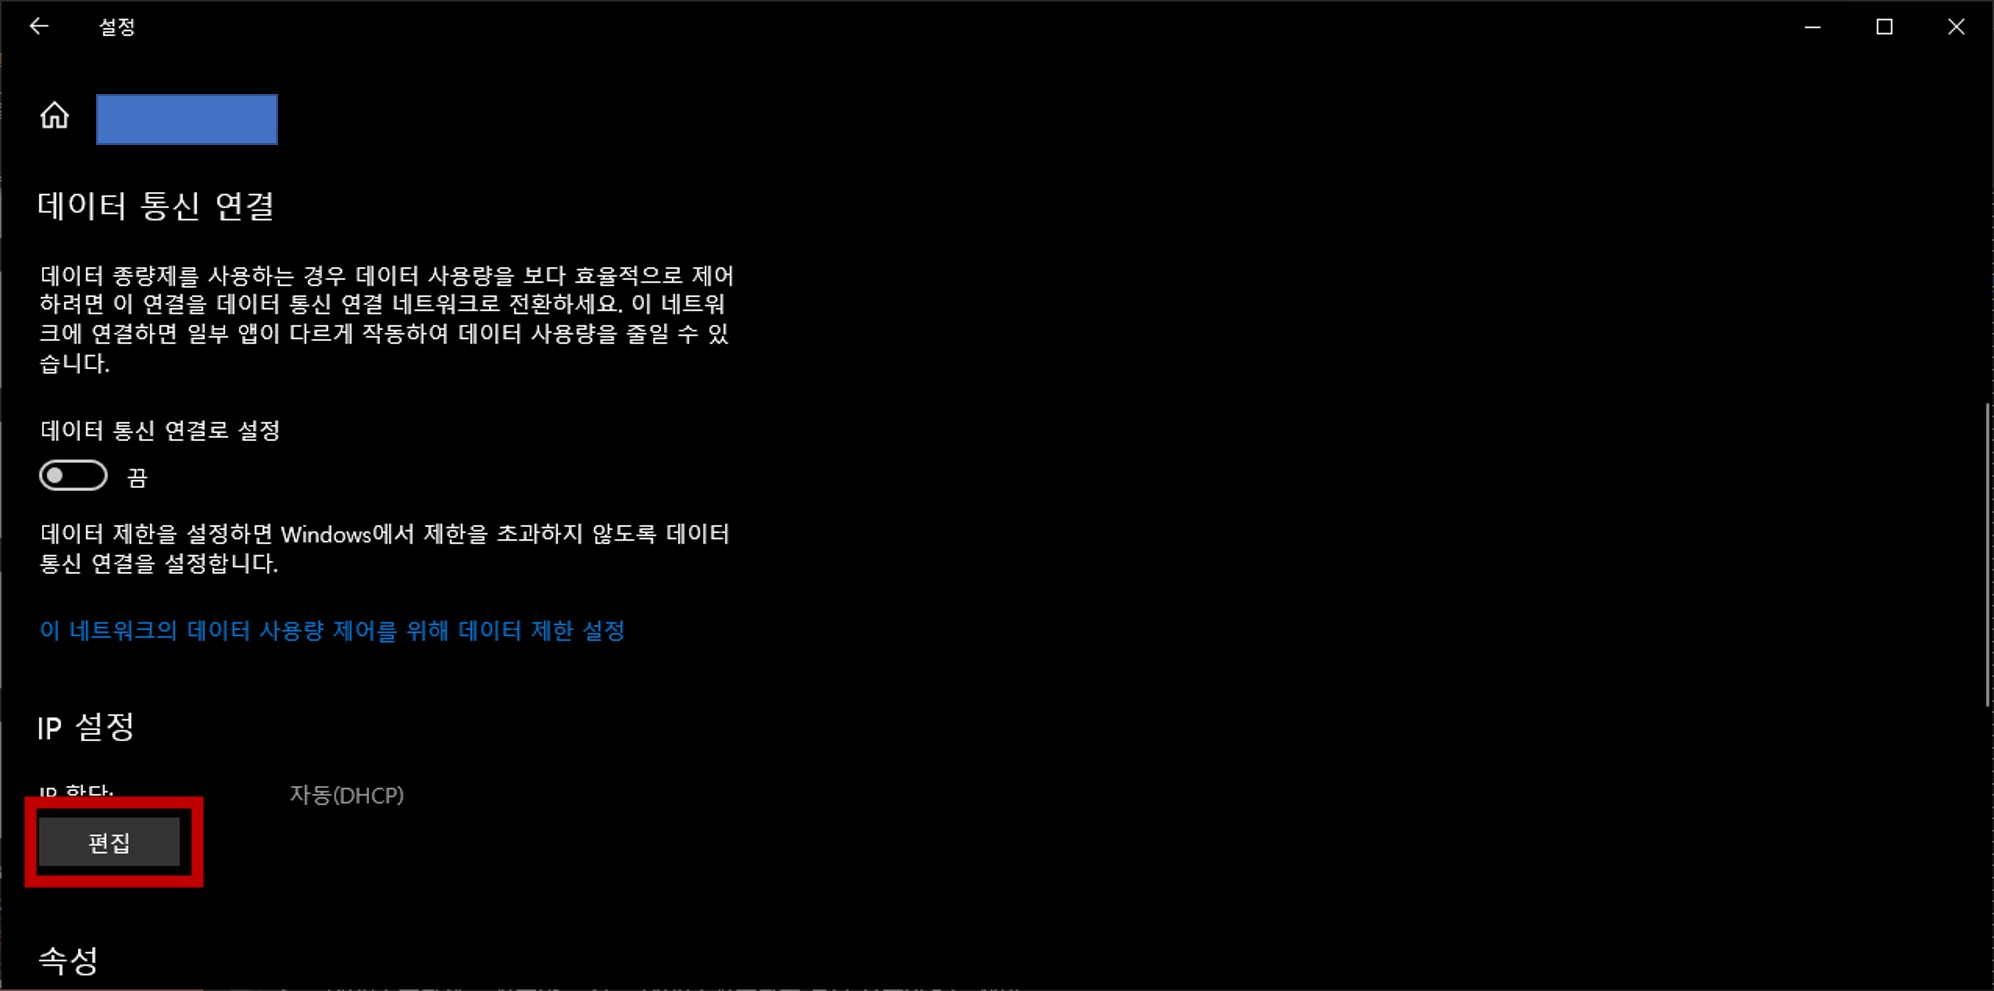 설정
데이터 통신 연결
데이터 종량제를 사용하는 경우 데이터 사용량을 보다 효율적으로 제어
하려면 이 연결을 데이터 통신 연결 네트워크로 전환하세요. 이 네트워
크에 연결하면 일부 앱이 다르게 작동하여 데이터 사용량을 줄일 수 있
습니다.
데이터 통신 연결로 설정
끔
데이터 제한을 설정하면 Windows에서 제한을 초과하지 않도록 데이터
통신 연결을 설정합니다.
이 네트워크의 데이터 사용량 제어를 위해 데이터 제한 설정
IP 설정
IP 할당: 자동(DHCP)
편집
속성